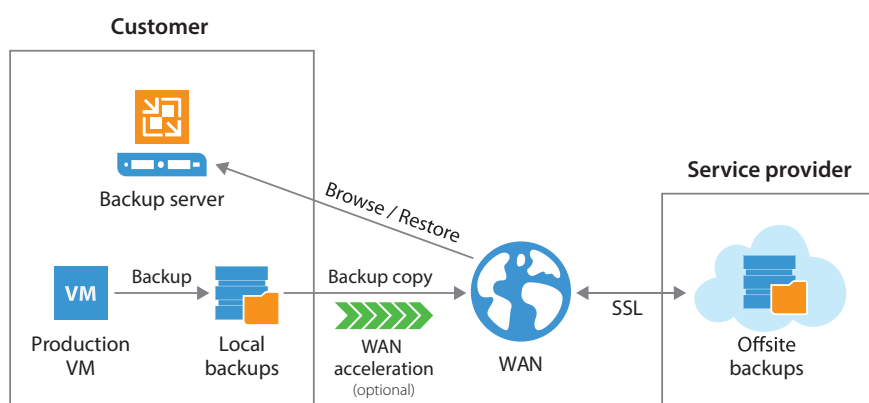 Customer
Backup server
Browse / Restore
Service provider
VM
Backup
Backup copy
SSL
Production
VM
Local
backups
WAN
acceleration
(optional)
WAN
Offsite
backups